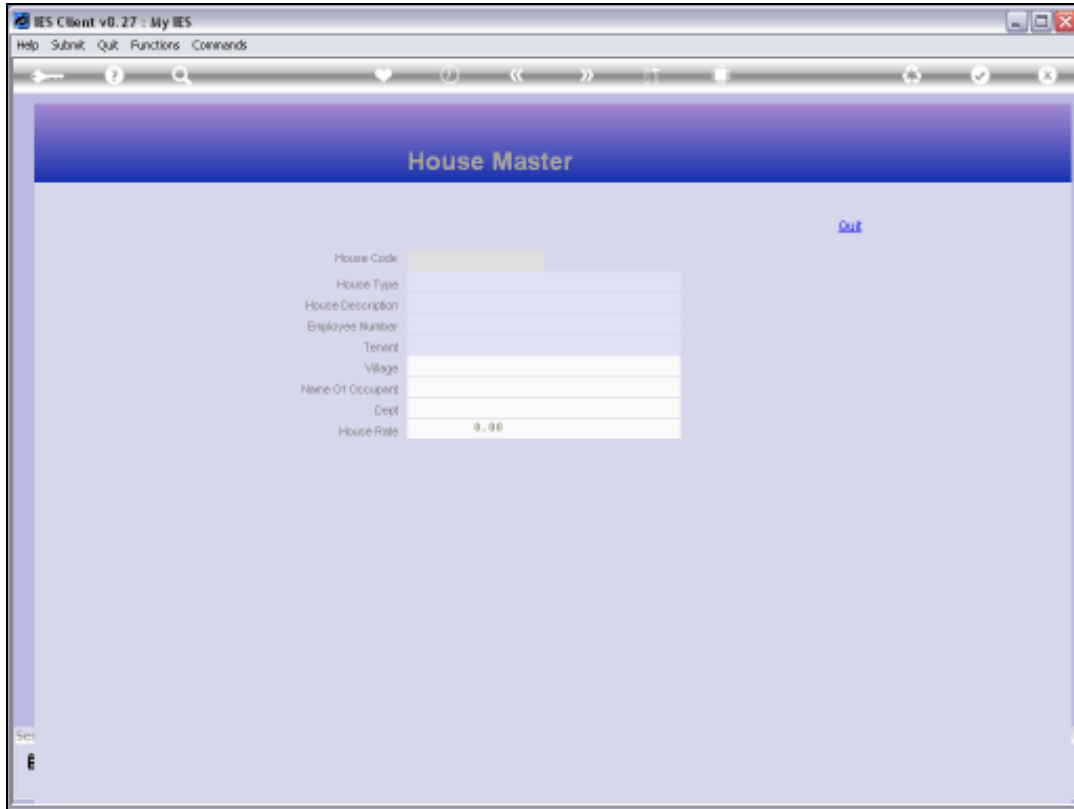 IES Client v8.27 : My IES
Help Submit Quit Functions Commands
House Master
Quit
House Code
House Type
House Description
Employee Number
Tenant
Village
Name Of Occupant
Dept
House Rate 0.00